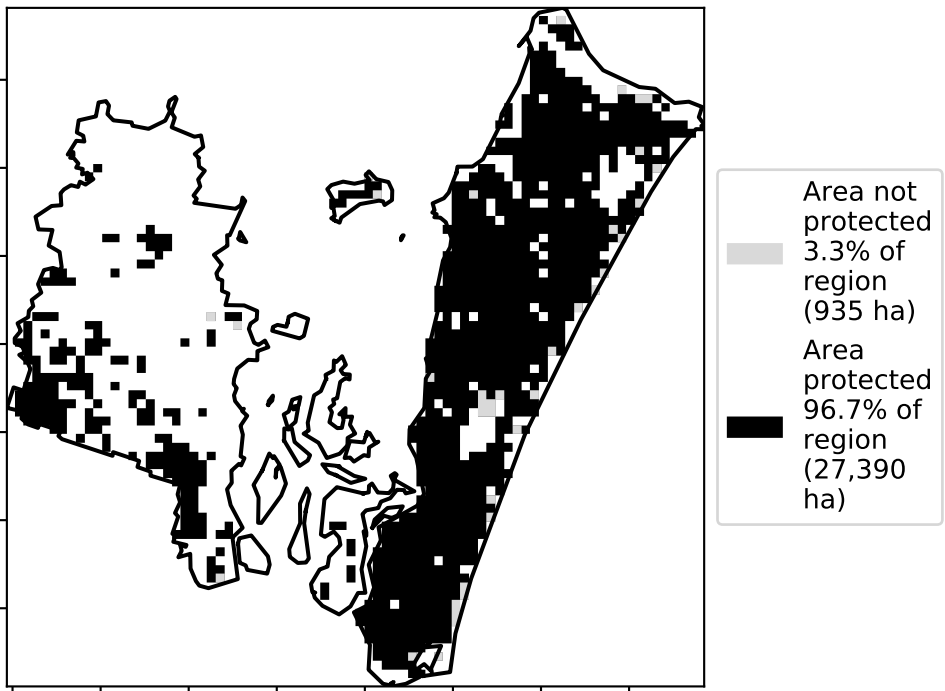 Area not
protected
3.3% of
region
(935 ha)
Area
protected
96.7% of
region
(27,390
ha)